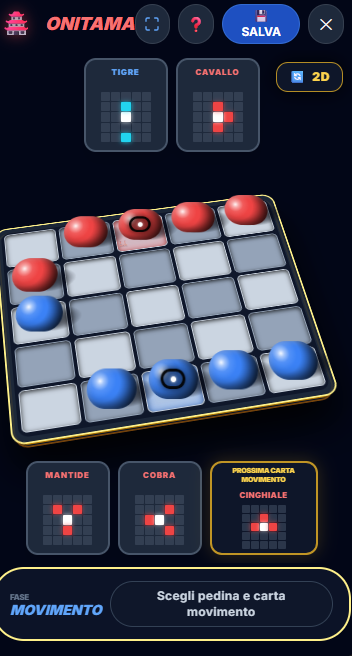 ONITAMA
SALVA
2D
TIGRE
CAVALLO
MANTIDE
COBRA
PROSSIMA CARTA
MOVIMENTO
CINGHIALE
FASE
MOVIMENTO
Scegli pedina e carta
movimento